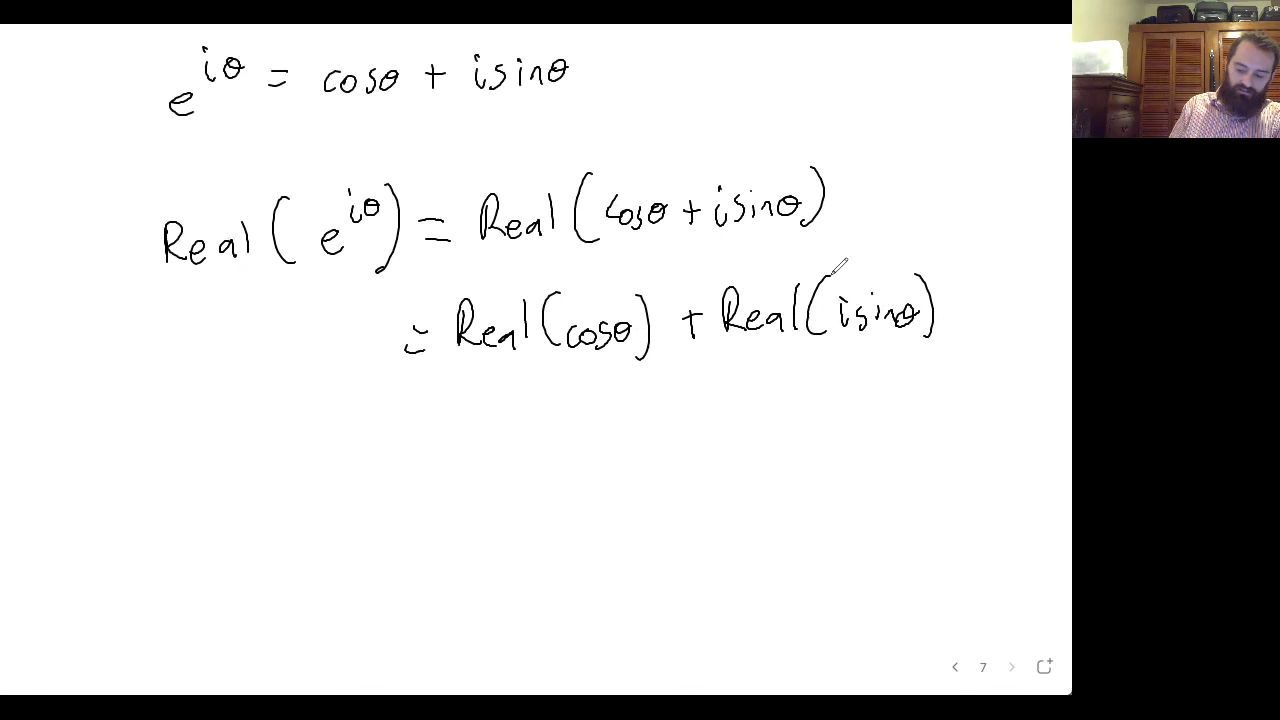 e^{iθ} = cosθ + isinθ
Real(e^{iθ}) = Real(cosθ + isinθ)
= Real(cosθ) + Real(isinθ)
7